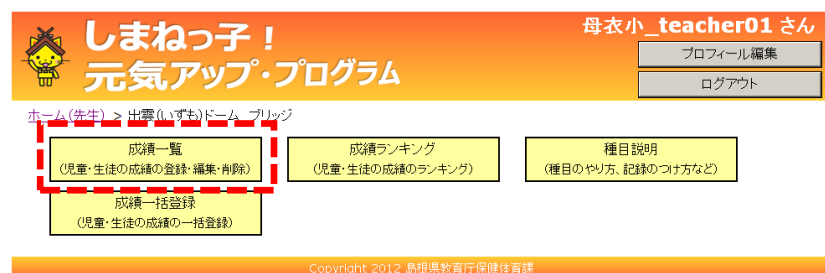 しまねっ子！
元気アップ・プログラム
母衣小_teacher01 さん
プロフィール編集
ログアウト
ホーム(先生) > 出雲(いずも)ドーム ブリッジ
成績一覧
(児童・生徒の成績の登録・編集・削除)
成績ランキング
(児童・生徒の成績のランキング)
種目説明
(種目のやり方、記録のつけ方など)
成績一括登録
(児童・生徒の成績の一括登録)
Copyright 2012 島根県教育庁保健体育課